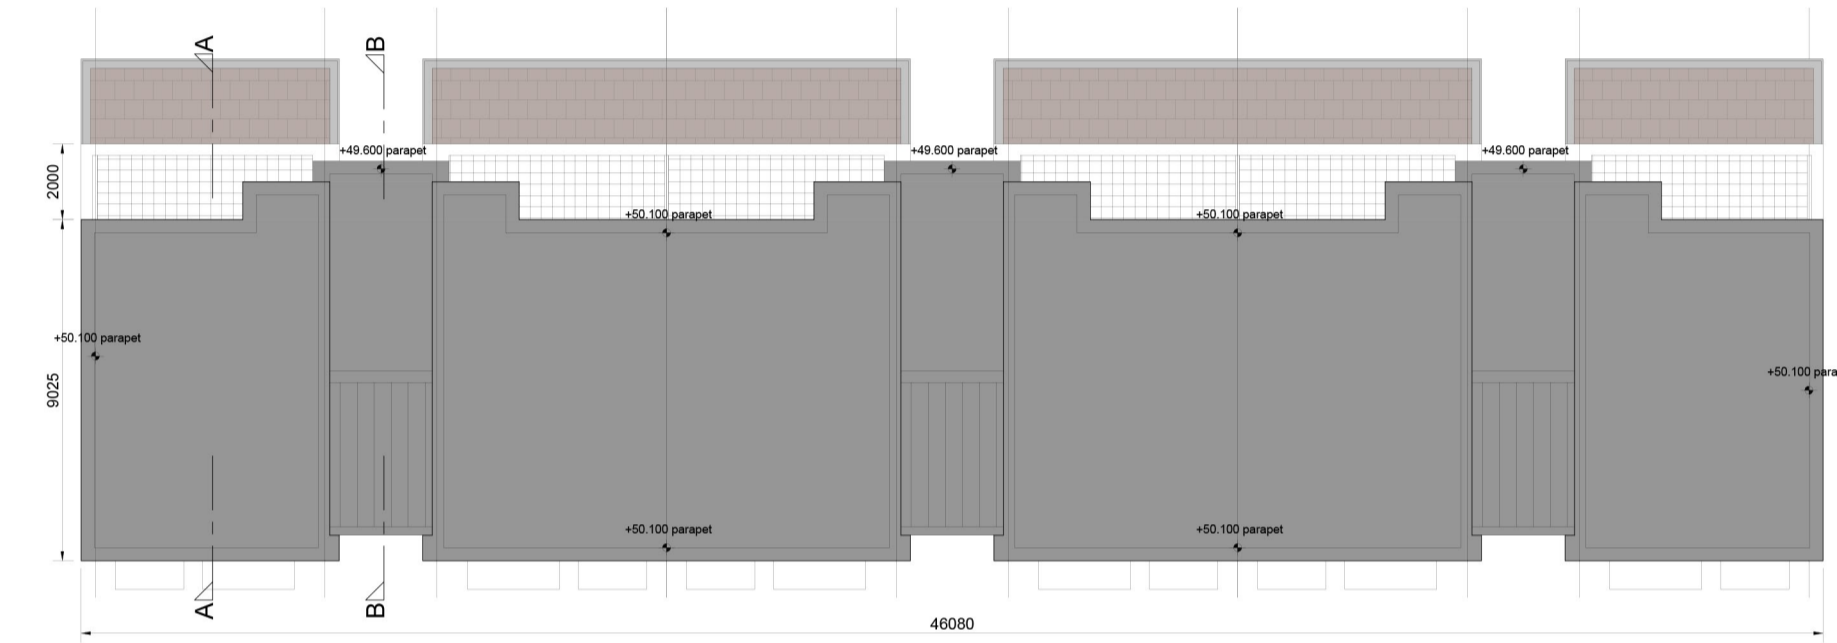 A
B
+49.600 parapet
+49.600 parapet
+49.600 parapet
2000
+50.100 parapet
+50.100 parapet
+50.100 parapet
+50.100 para
9025
+50.100 parapet
+50.100 parapet
A
B
46080